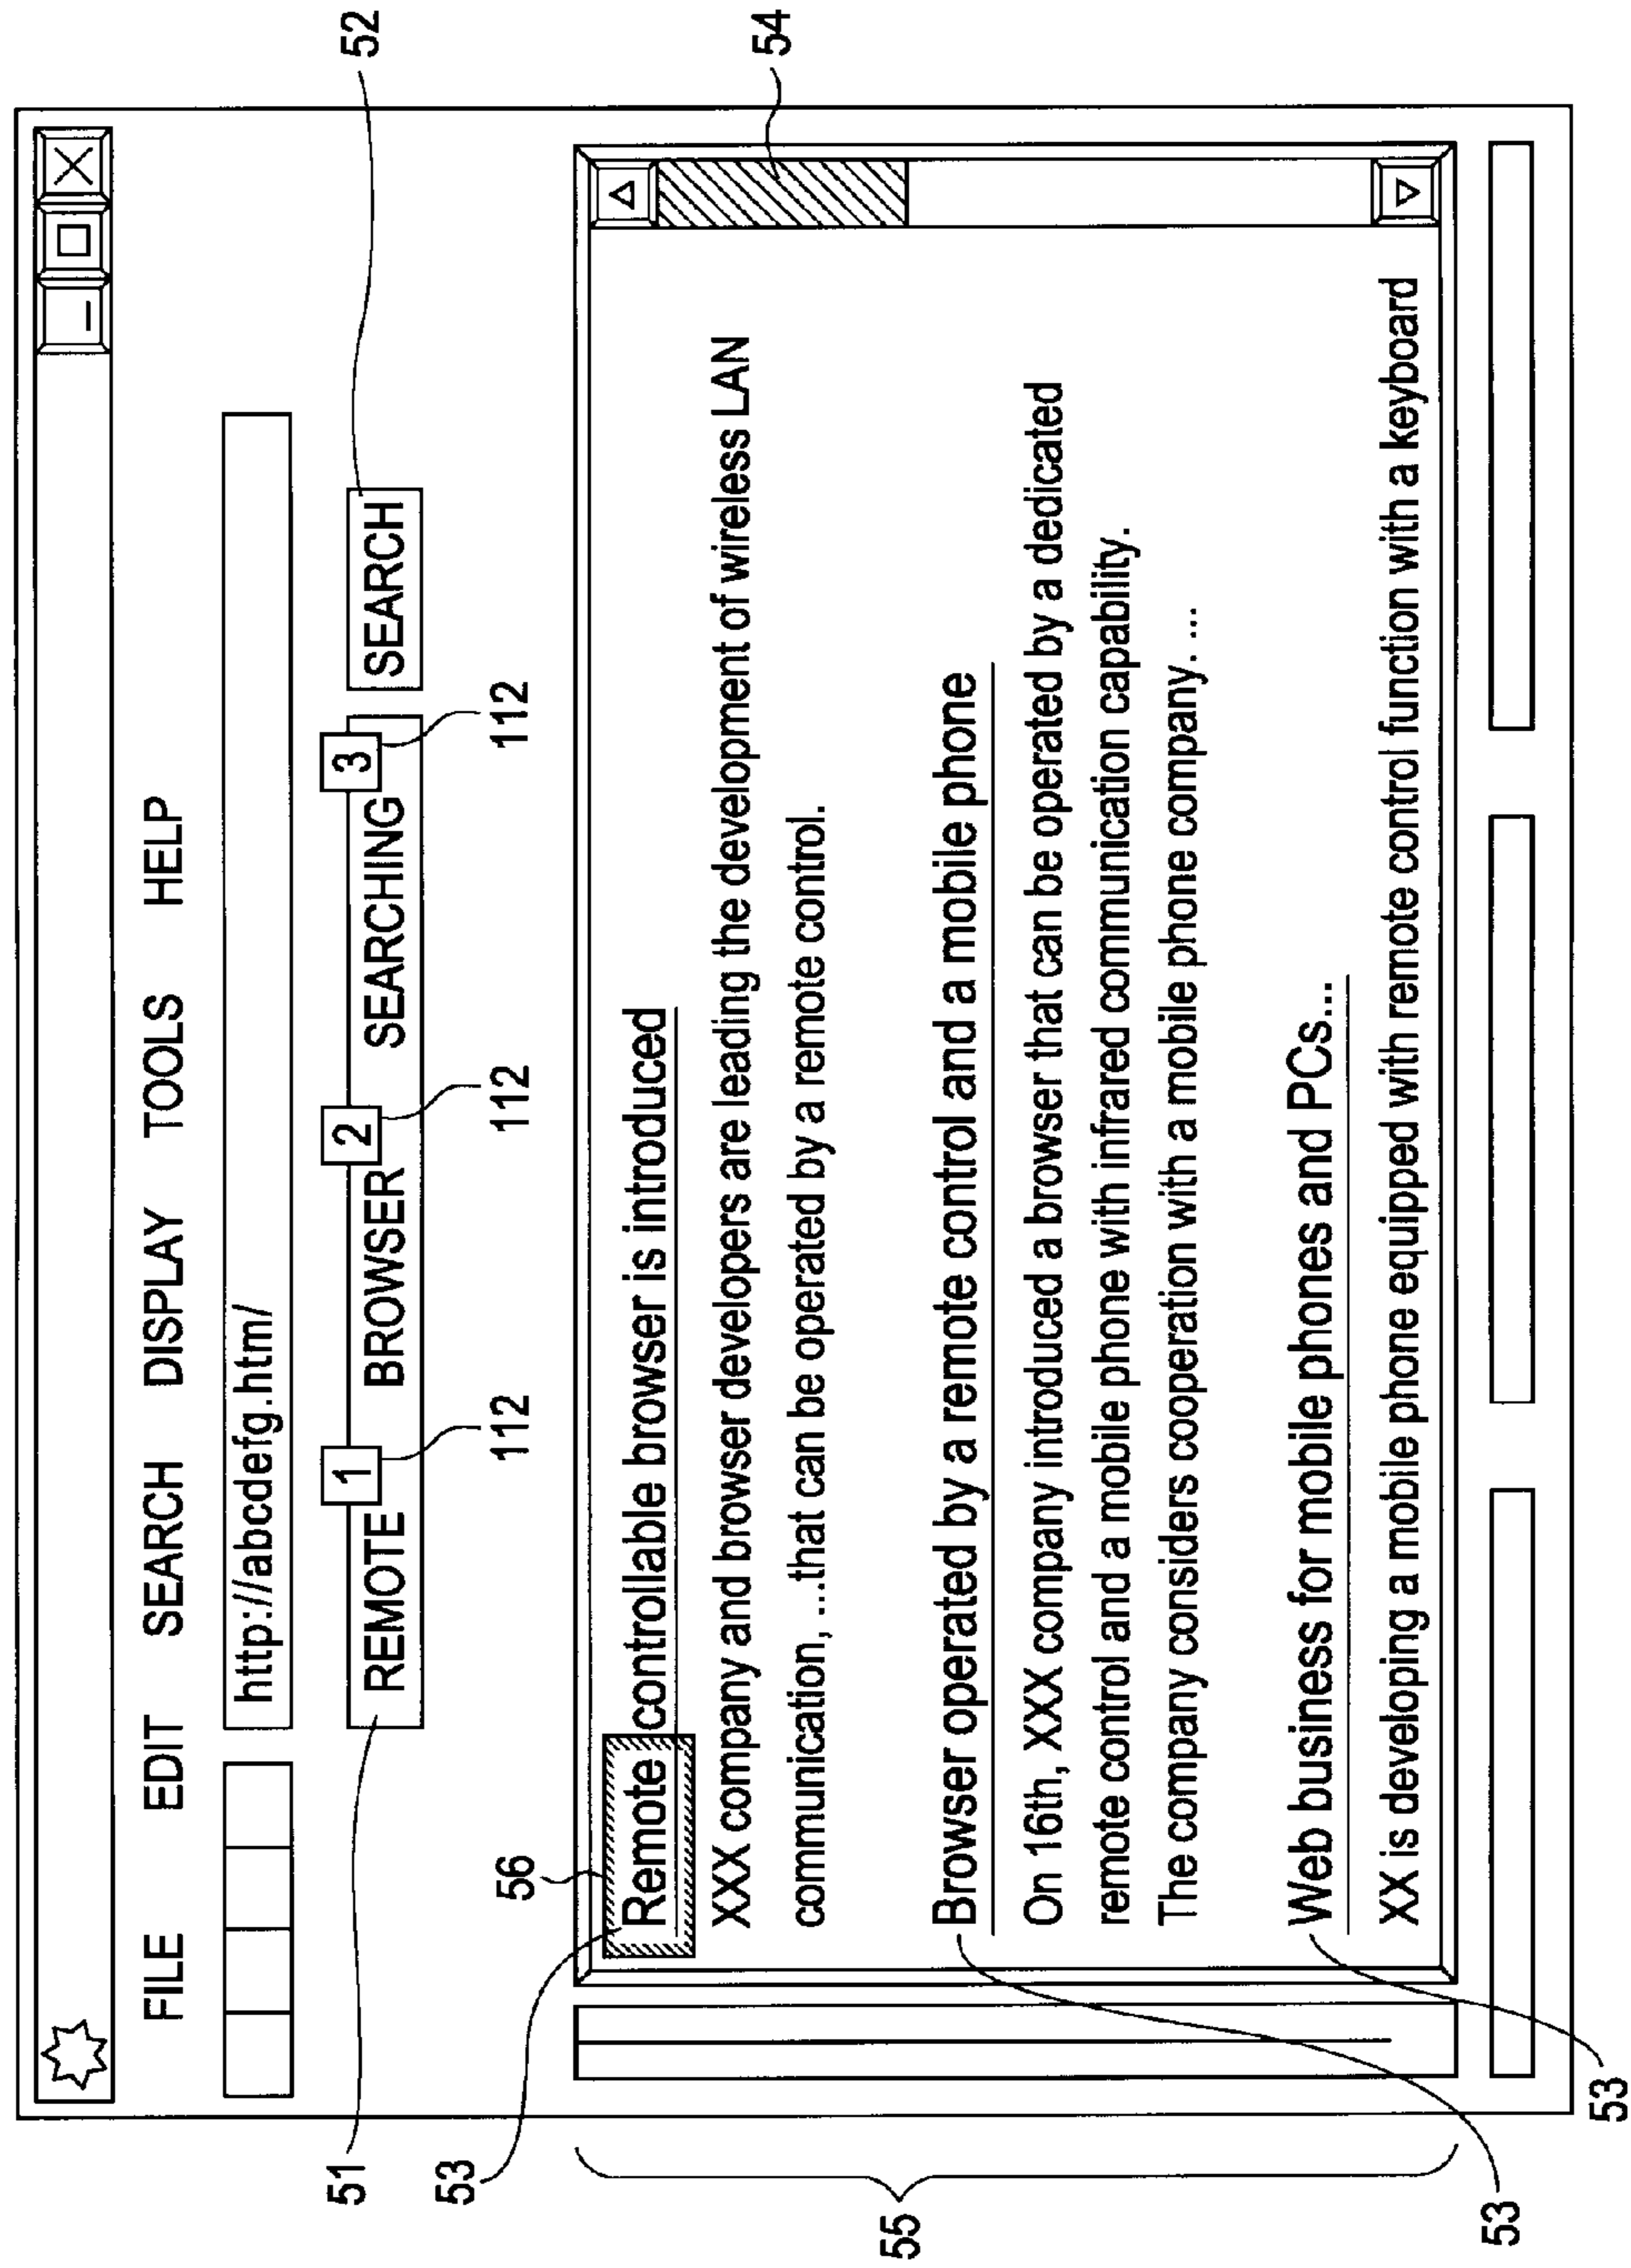 52
FILE EDIT SEARCH DISPLAY TOOLS HELP
http://abcdefg.htm/
1 2 3
51 REMOTE BROWSER SEARCHING SEARCH
112 112 112
53 56 54
Remote controllable browser is introduced
XXX company and browser developers are leading the development of wireless LAN
communication, ...that can be operated by a remote control.
55
Browser operated by a remote control and a mobile phone
On 16th, XXX company introduced a browser that can be operated by a dedicated
remote control and a mobile phone with infrared communication capability.
The company considers cooperation with a mobile phone company. ...
Web business for mobile phones and PCs...
XX is developing a mobile phone equipped with remote control function with a keyboard
53
53